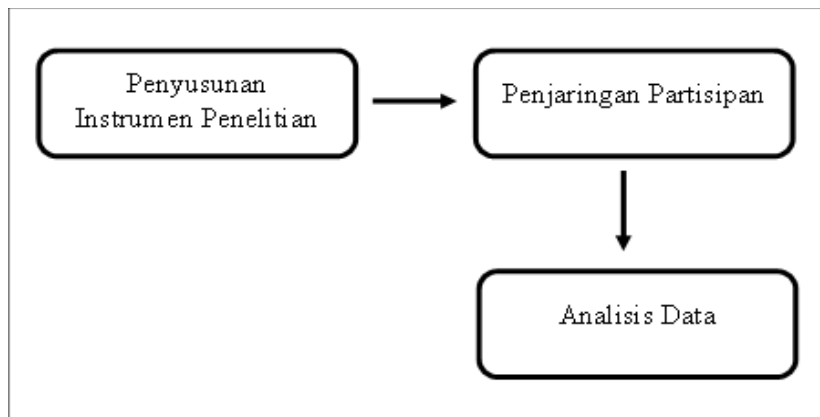 Penyusunan
Instrumen Penelitian
Penjaringan Partisipan
Analisis Data